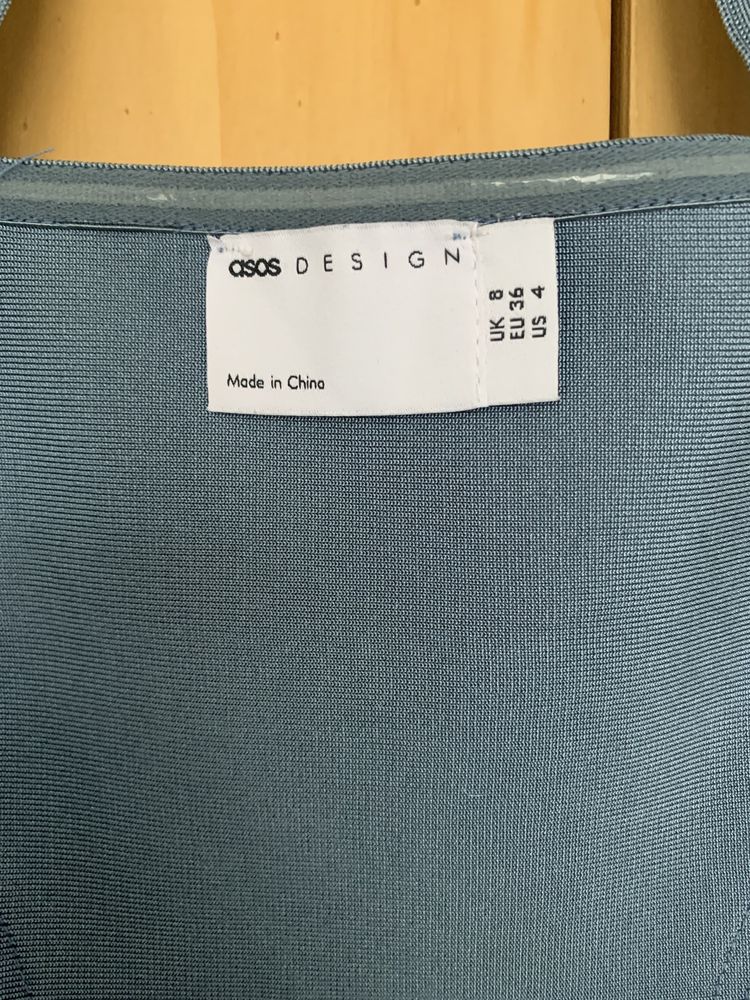 asos DESIGN
Made in China
UK 8
EU 36
US 4